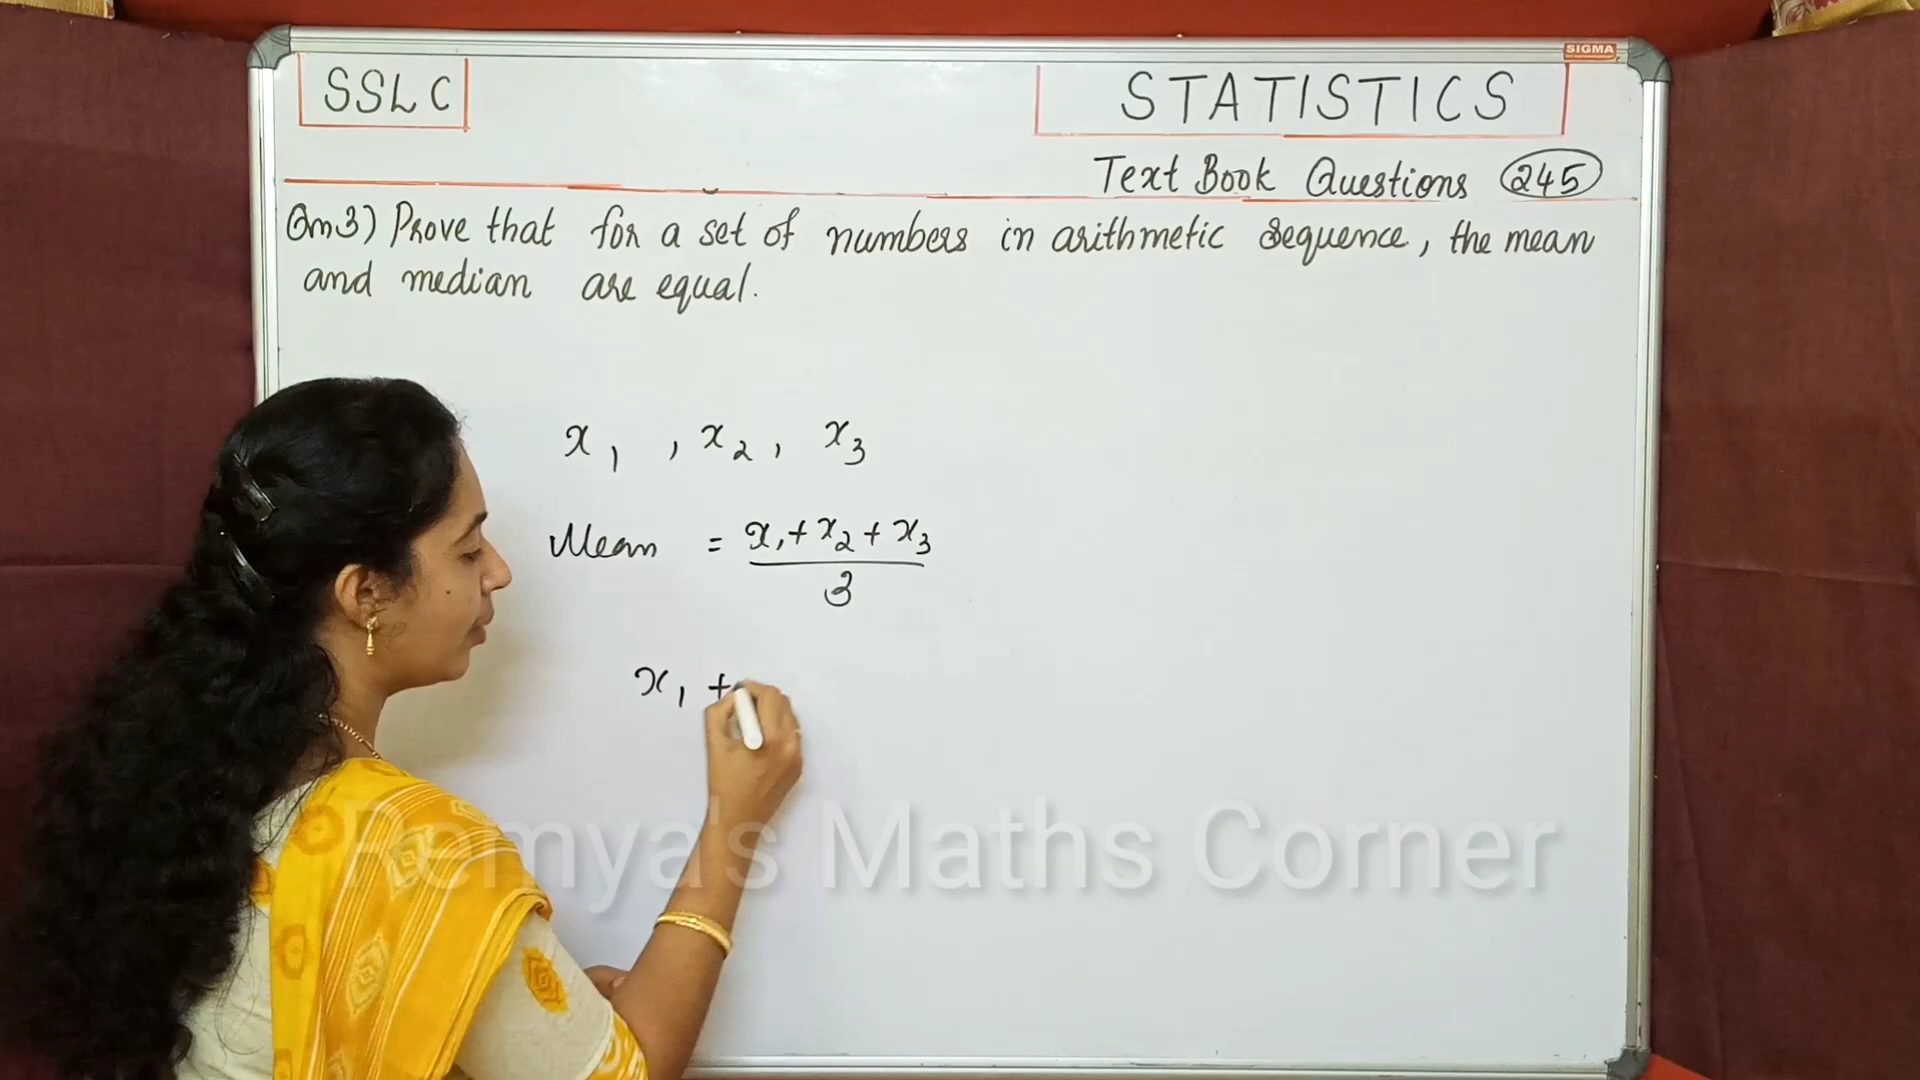 SIGMA
SSLC
STATISTICS
Text Book Questions 245
Qn3) Prove that for a set of numbers in arithmetic sequence, the mean
and median are equal.
x₁, x₂, x₃
Mean = x₁+x₂+x₃
3
x₁ +
Remya's Maths Corner